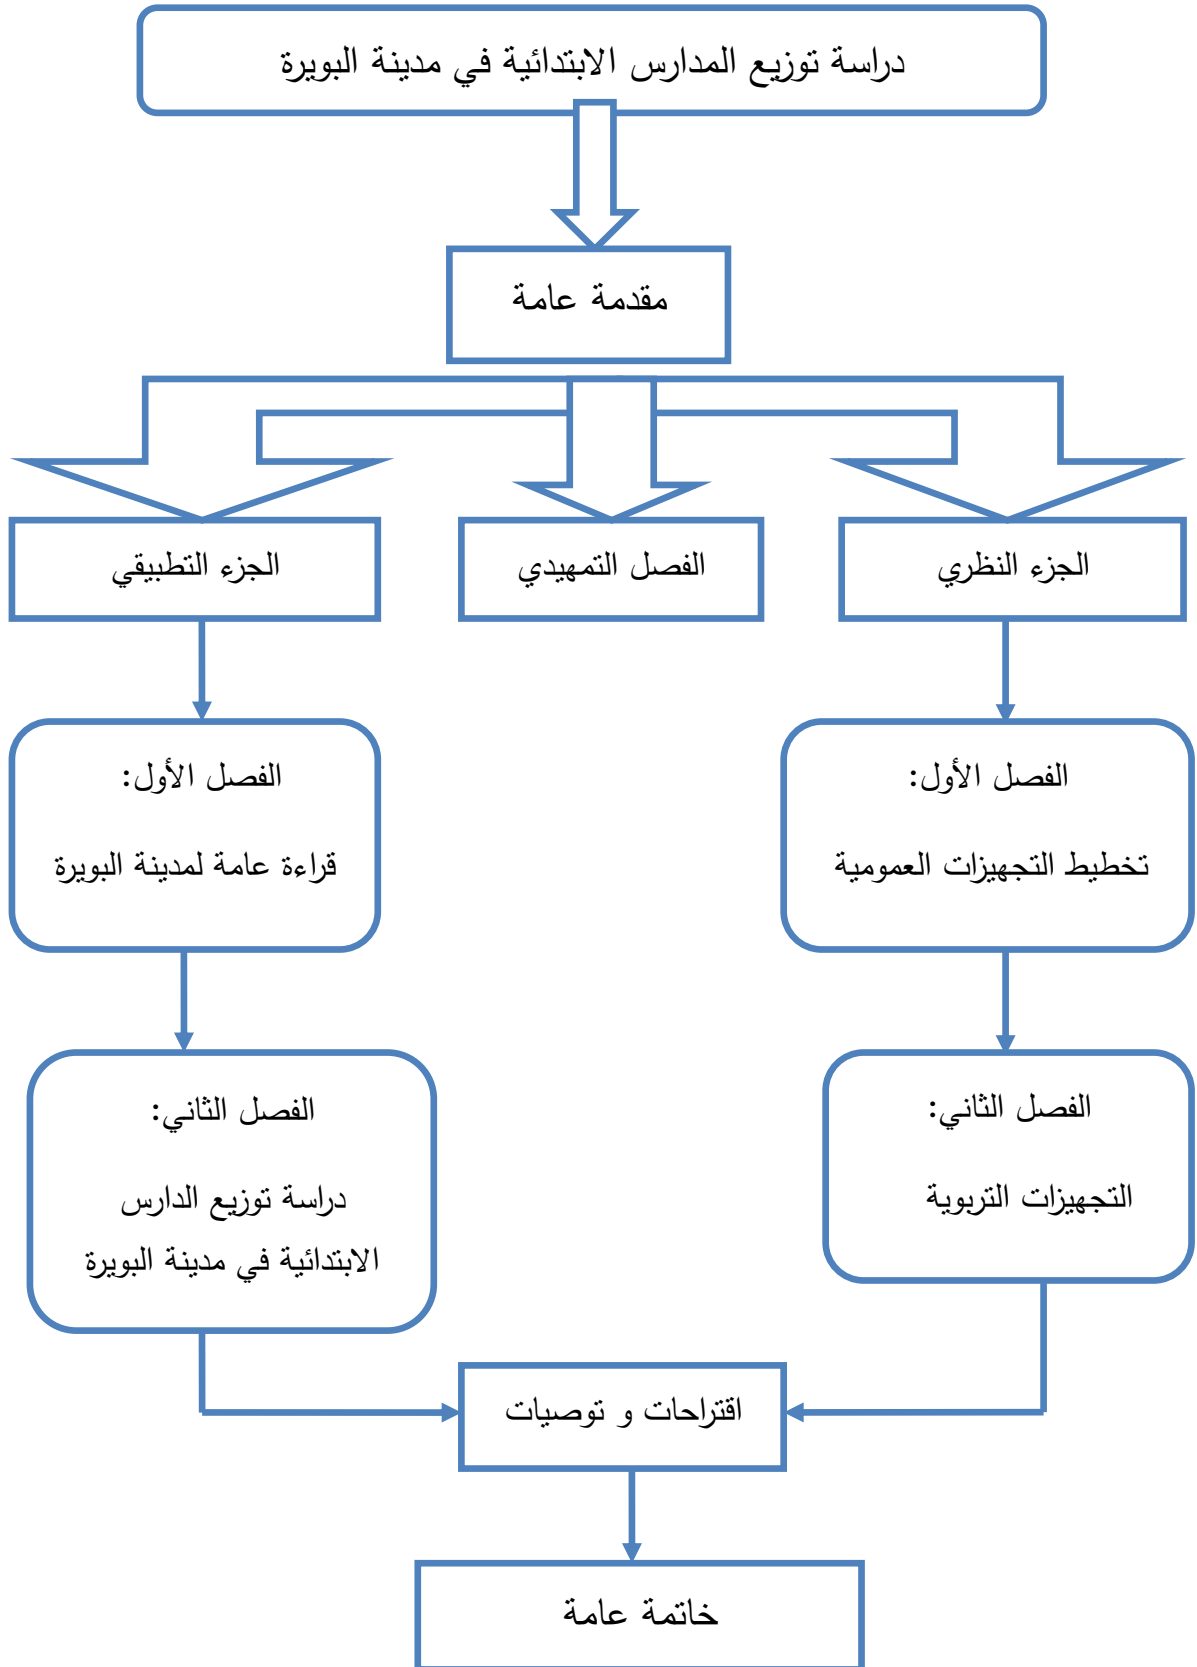 دراسة توزيع المدارس الابتدائية في مدينة البويرة
مقدمة عامة
الجزء النظري
الفصل التمهيدي
الجزء التطبيقي
الفصل الأول:
تخطيط التجهيزات العمومية
الفصل الأول:
قراءة عامة لمدينة البويرة
الفصل الثاني:
التجهيزات التربوية
الفصل الثاني:
دراسة توزيع الدارس
الابتدائية في مدينة البويرة
اقتراحات و توصيات
خاتمة عامة